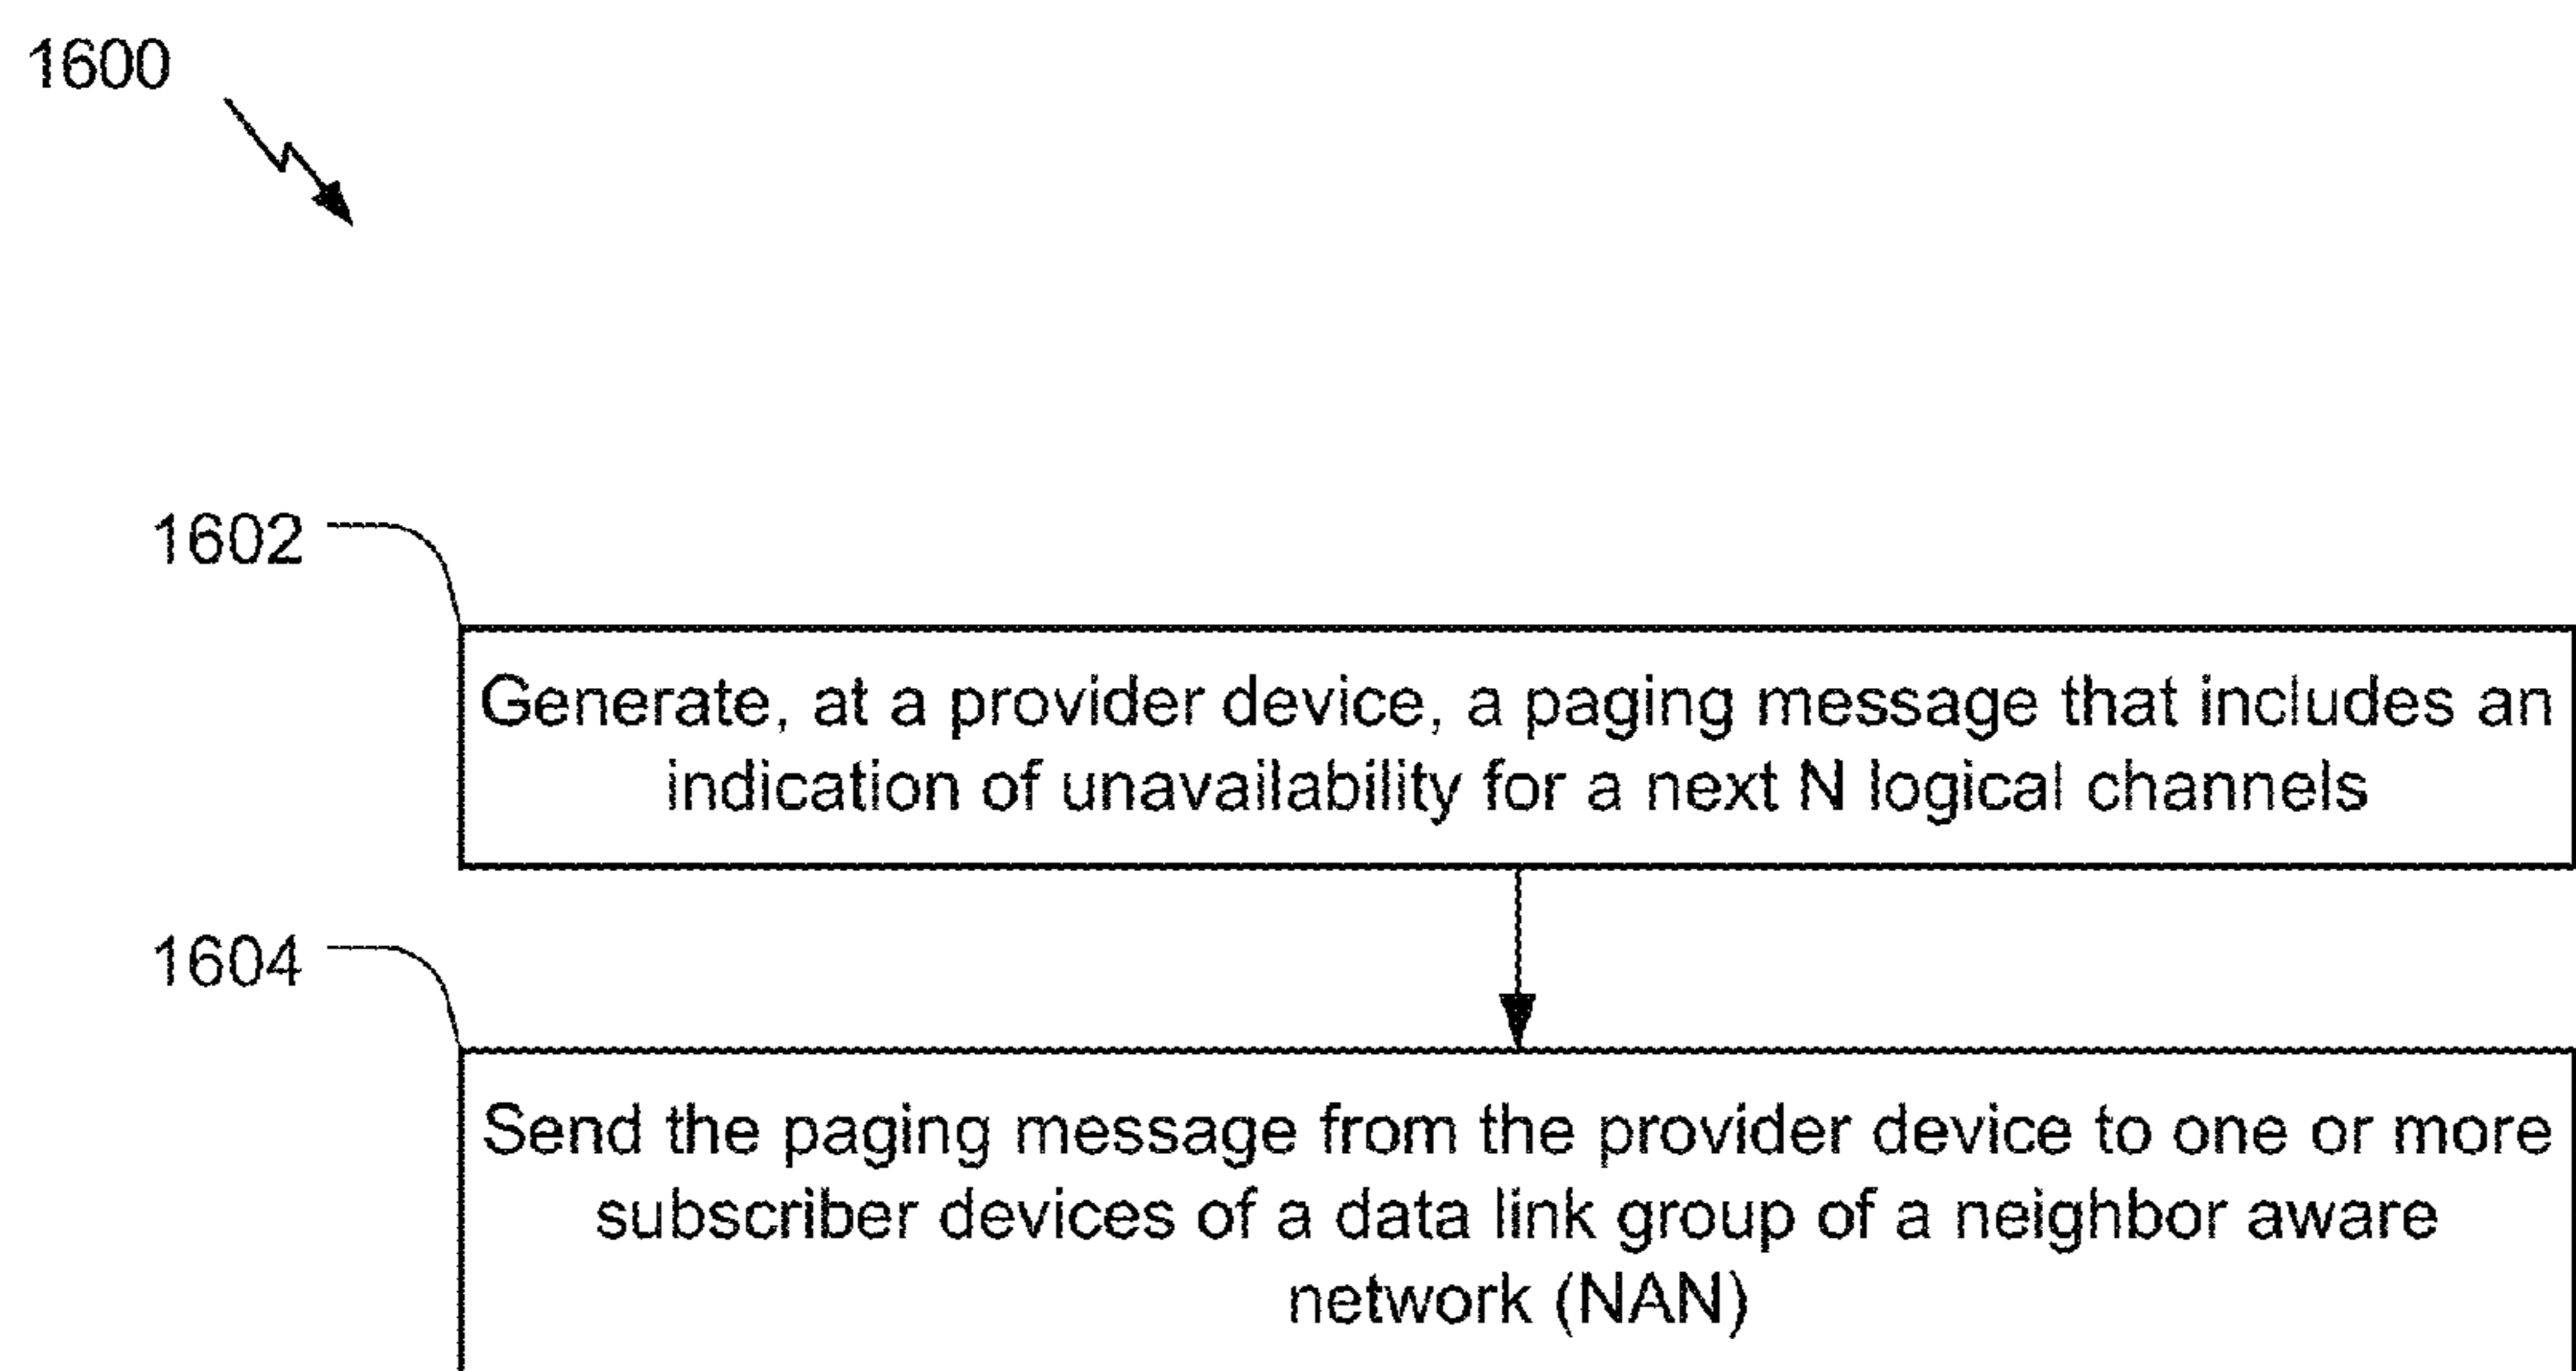 1600
1602
Generate, at a provider device, a paging message that includes an
indication of unavailability for a next N logical channels
1604
Send the paging message from the provider device to one or more
subscriber devices of a data link group of a neighbor aware
network (NAN)